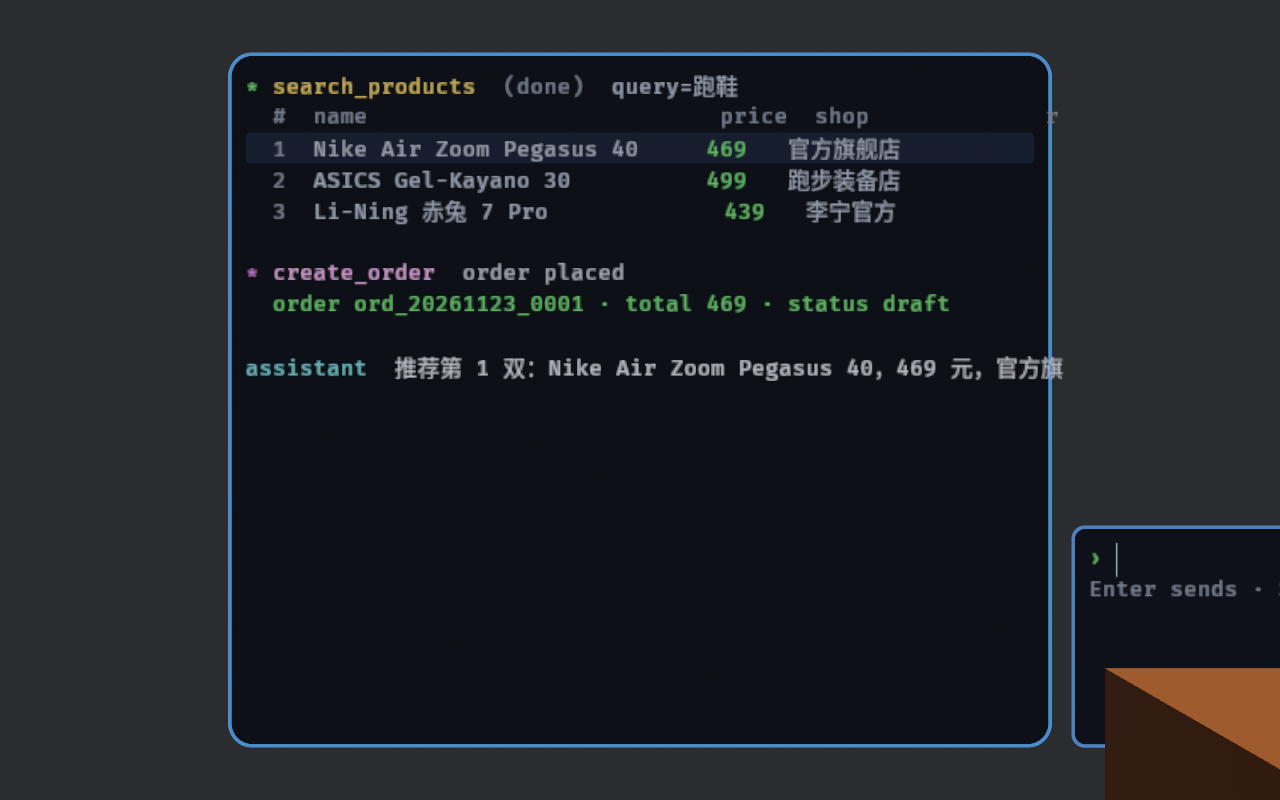 * search_products (done) query=跑鞋
# name price shop r
1 Nike Air Zoom Pegasus 40 469 官方旗舰店
2 ASICS Gel-Kayano 30 499 跑步装备店
3 Li-Ning 赤兔 7 Pro 439 李宁官方
* create_order order placed
order ord_20261123_0001 · total 469 · status draft
assistant 推荐第 1 双: Nike Air Zoom Pegasus 40, 469 元, 官方旗
›
Enter sends ·